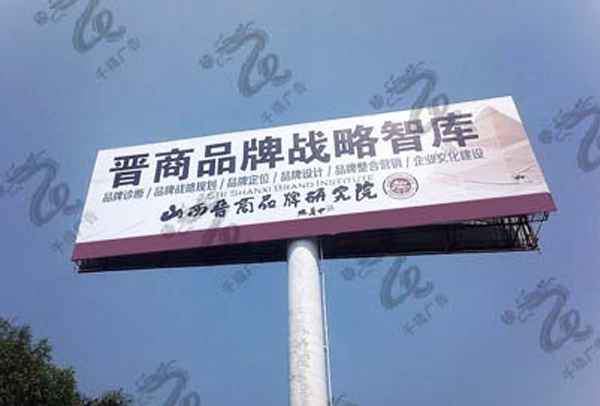 晋商品牌战略智库
品牌诊断 / 品牌战略规划 / 品牌定位 / 品牌设计 / 品牌整合营销 / 企业文化建设
Shanxi Brand Institute
山西晋商品牌研究院